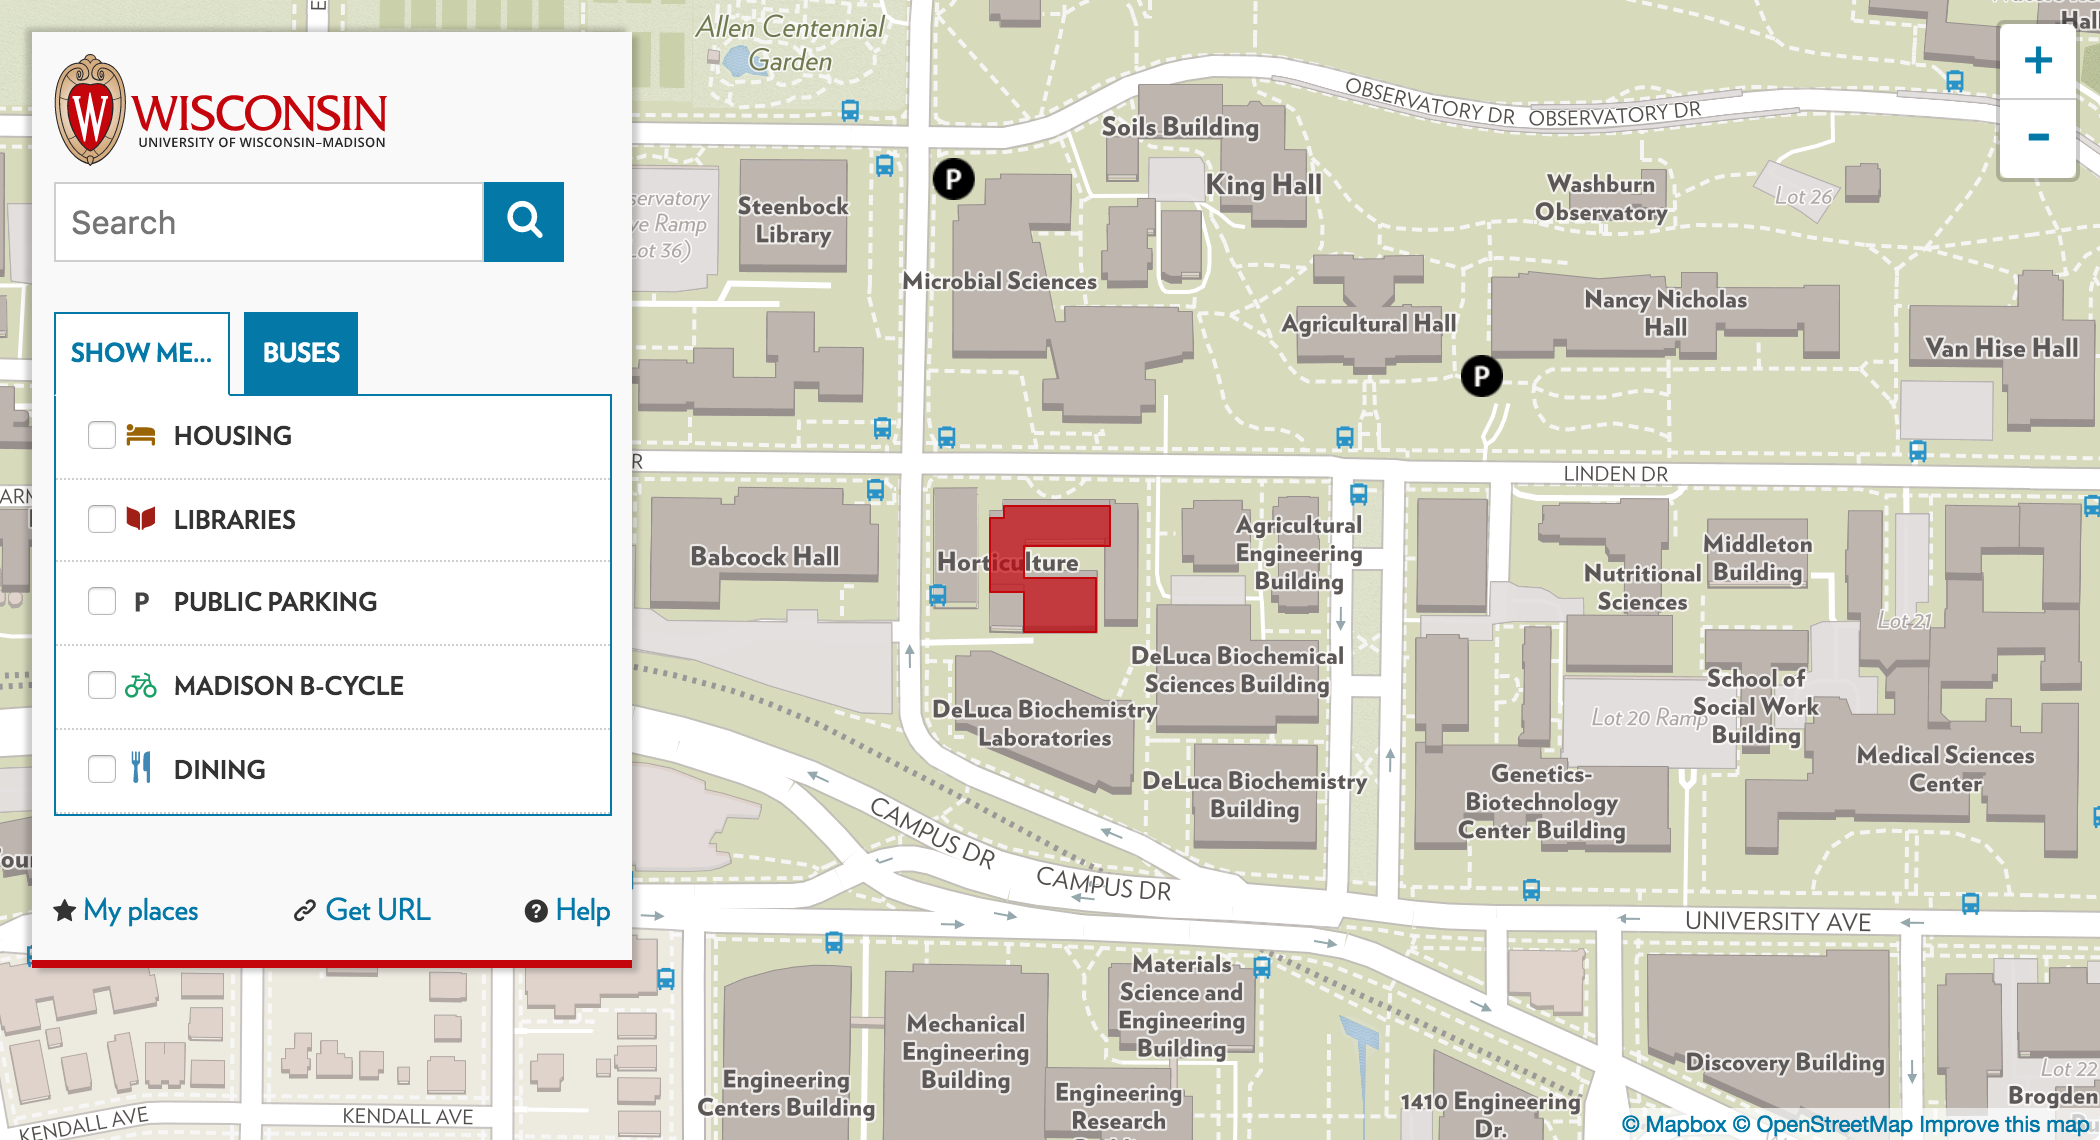 WISCONSIN
UNIVERSITY OF WISCONSIN–MADISON
Search
SHOW ME...
BUSES
HOUSING
LIBRARIES
P PUBLIC PARKING
MADISON B-CYCLE
DINING
My places
Get URL
? Help
+
-
Allen Centennial
Garden
OBSERVATORY DR
OBSERVATORY DR
Soils Building
P
King Hall
Washburn
Observatory
Lot 26
Steenbock
Library
Lot 36)
Microbial Sciences
Agricultural Hall
Nancy Nicholas
Hall
Van Hise Hall
P
LINDEN DR
Babcock Hall
Horticulture
Agricultural
Engineering
Building
Nutritional
Sciences
Middleton
Building
Lot 21
DeLuca Biochemical
Sciences Building
DeLuca Biochemistry
Laboratories
DeLuca Biochemistry
Building
Lot 20 Ramp
School of
Social Work
Building
Genetics-
Biotechnology
Center Building
Medical Sciences
Center
CAMPUS DR
CAMPUS DR
UNIVERSITY AVE
Materials
Science and
Engineering
Building
Mechanical
Engineering
Building
Engineering
Centers Building
Engineering
Research
1410 Engineering
Dr.
Discovery Building
Lot 22
Brogden
KENDALL AVE
KENDALL AVE
© Mapbox © OpenStreetMap Improve this map